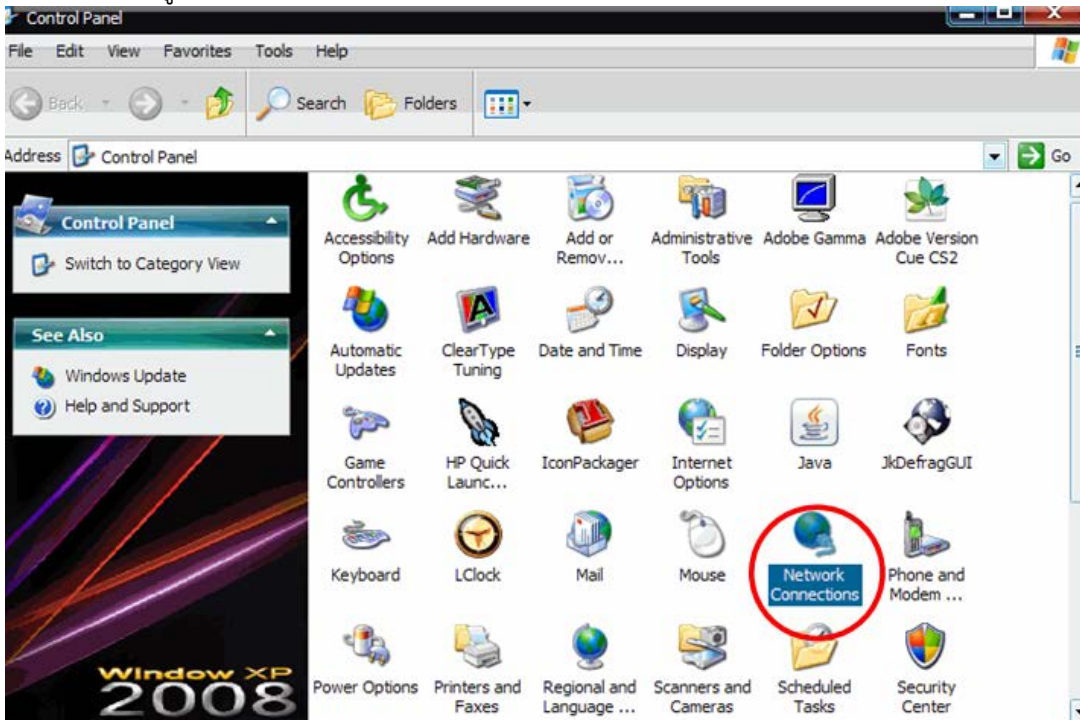 Control Panel
File Edit View Favorites Tools Help
Back Search Folders
Address Control Panel Go
Control Panel
Switch to Category View
See Also
Windows Update
Help and Support
Window XP
2008
Accessibility Options
Add Hardware
Add or Remov...
Administrative Tools
Adobe Gamma
Adobe Version Cue CS2
Automatic Updates
ClearType Tuning
Date and Time
Display
Folder Options
Fonts
Game Controllers
HP Quick Launc...
IconPackager
Internet Options
Java
JkDefragGUI
Keyboard
LClock
Mail
Mouse
Network Connections
Phone and Modem ...
Power Options
Printers and Faxes
Regional and Language ...
Scanners and Cameras
Scheduled Tasks
Security Center